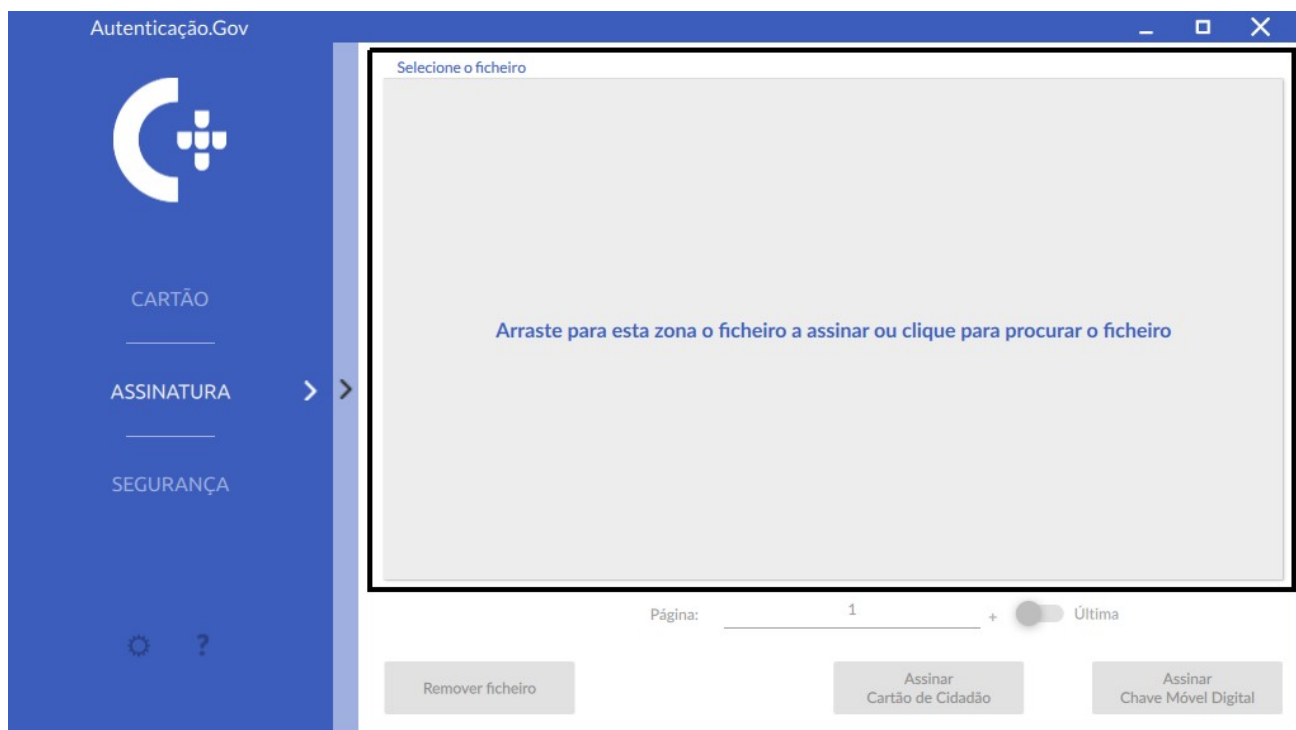 Autenticação.Gov
Selecione o ficheiro
CARTÃO
Arraste para esta zona o ficheiro a assinar ou clique para procurar o ficheiro
ASSINATURA
SEGURANÇA
Página: 1 + Última
?
Remover ficheiro
Assinar
Cartão de Cidadão
Assinar
Chave Móvel Digital